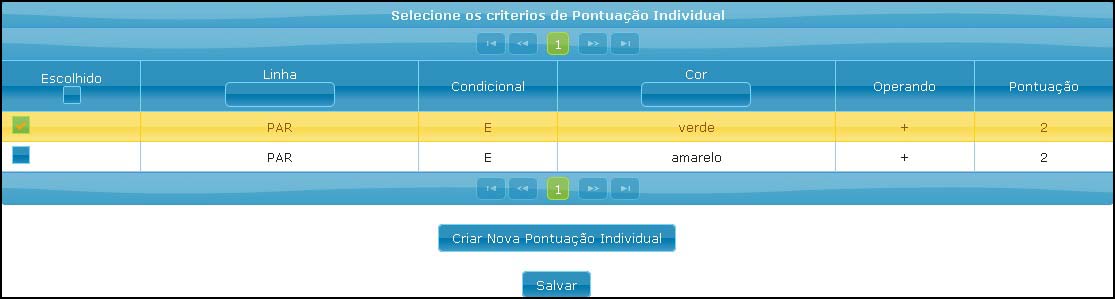 Selecione os criterios de Pontuação Individual
1
Escolhido Linha Condicional Cor Operando Pontuação
PAR E verde + 2
PAR E amarelo + 2
1
Criar Nova Pontuação Individual
Salvar